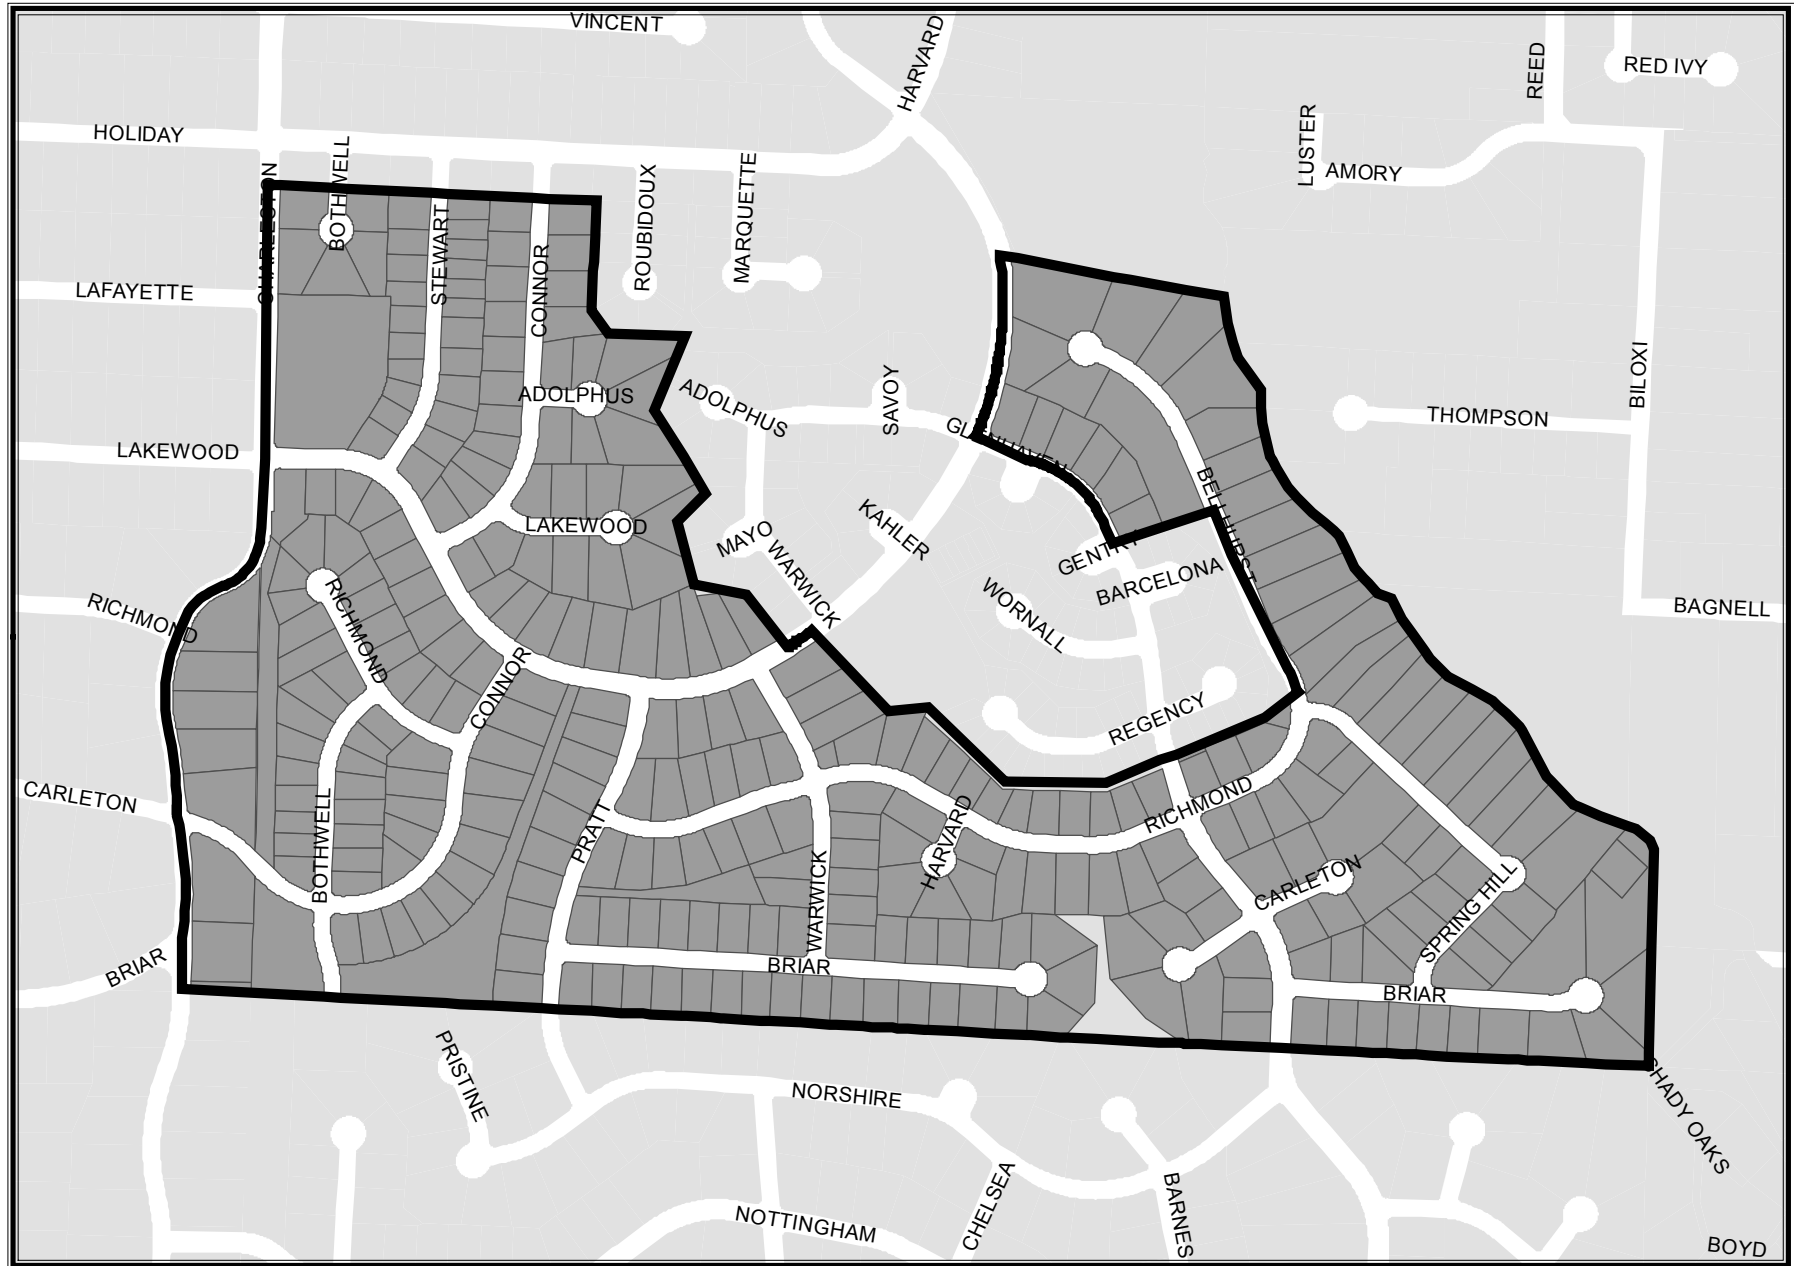 VINCENT
HARVARD
REED
RED IVY
HOLIDAY
BOTHWELL
CHARLESTON
STEWART
CONNOR
ROUBIDOUX
MARQUETTE
LUSTER
AMORY
LAFAYETTE
BILOXI
ADOLPHUS
ADOLPHUS
SAVOY
THOMPSON
GLENHAVEN
LAKEWOOD
BELLHURST
LAKEWOOD
MAYO
WARWICK
KAHLER
GENTRY
BARCELONA
WORNALL
RICHMOND
RICHMOND
BAGNELL
CONNOR
REGENCY
CARLETON
BOTHWELL
PRATT
WARWICK
HARVARD
RICHMOND
CARLETON
SPRING HILL
BRIAR
BRIAR
BRIAR
PRISTINE
NORSHIRE
SHADY OAKS
CHELSEA
BARNES
NOTTINGHAM
BOYD